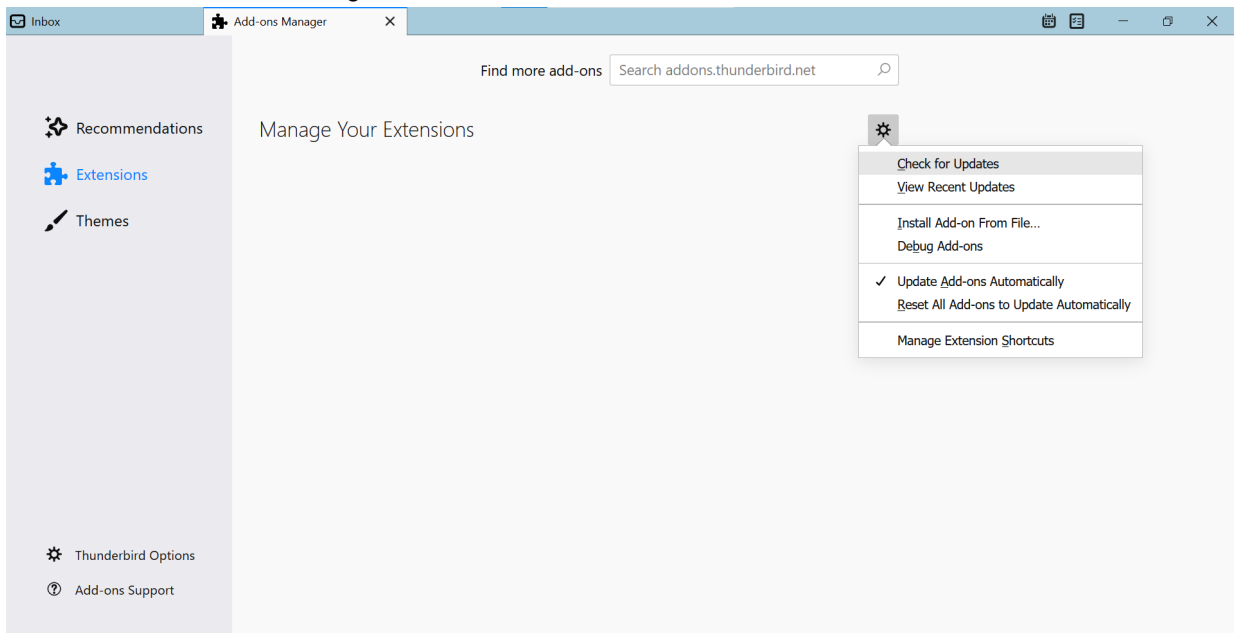 Inbox
Add-ons Manager
Find more add-ons
Search addons.thunderbird.net
Recommendations
Extensions
Themes
Manage Your Extensions
Check for Updates
View Recent Updates
Install Add-on From File...
Debug Add-ons
Update Add-ons Automatically
Reset All Add-ons to Update Automatically
Manage Extension Shortcuts
Thunderbird Options
Add-ons Support